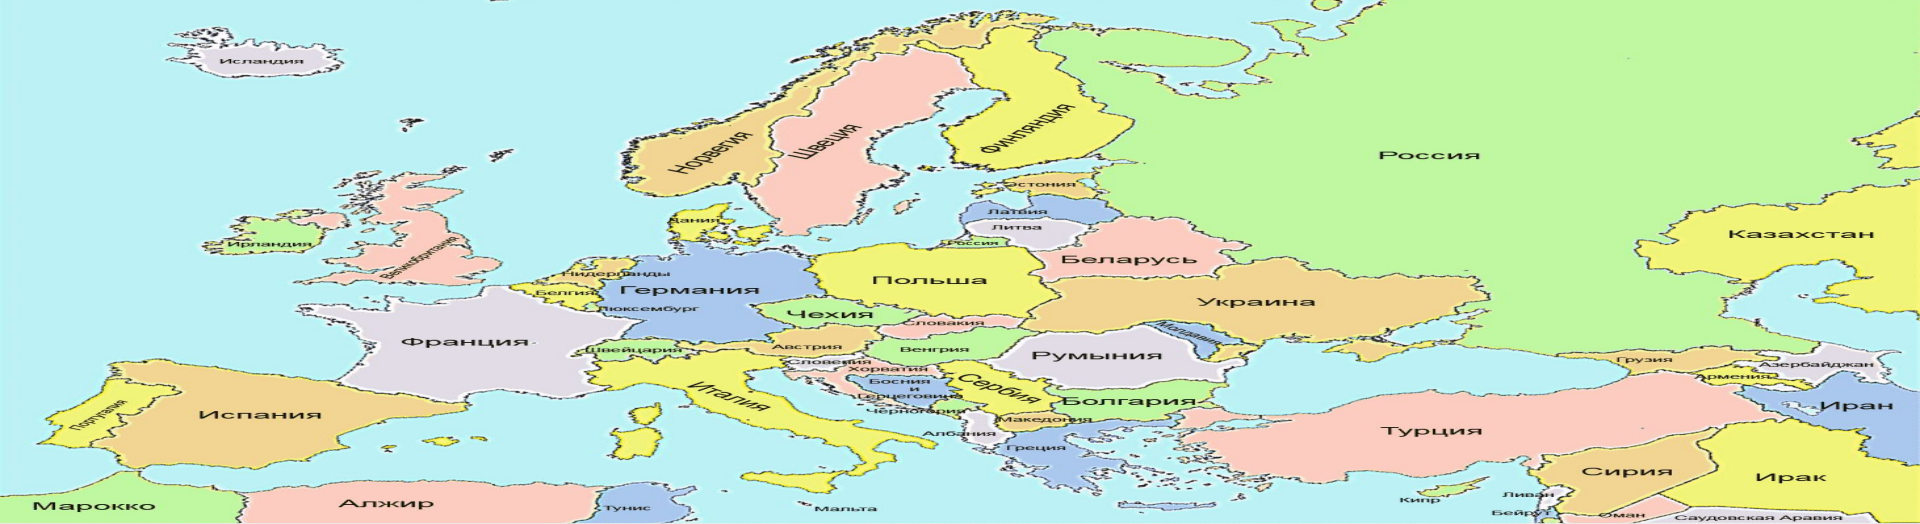 Исландия
Норвегия
Швеция
Финляндия
Россия
Эстония
Латвия
Литва
Россия
Дания
Ирландия
Великобритания
Казахстан
Беларусь
Нидерланды
Польша
Германия
Бельгия
Украина
Люксембург
Чехия
Словакия
Молдавия
Франция
Швейцария
Австрия
Венгрия
Румыния
Грузия
Словения
Хорватия
Азербайджан
Армения
Босния
и
Герцеговина
Сербия
Италия
Болгария
Иран
Черногория
Испания
Португалия
Македония
Албания
Турция
Греция
Сирия
Ирак
Марокко
Алжир
Тунис
Мальта
Кипр
Ливан
Бейрут
Оман
Саудовская Аравия